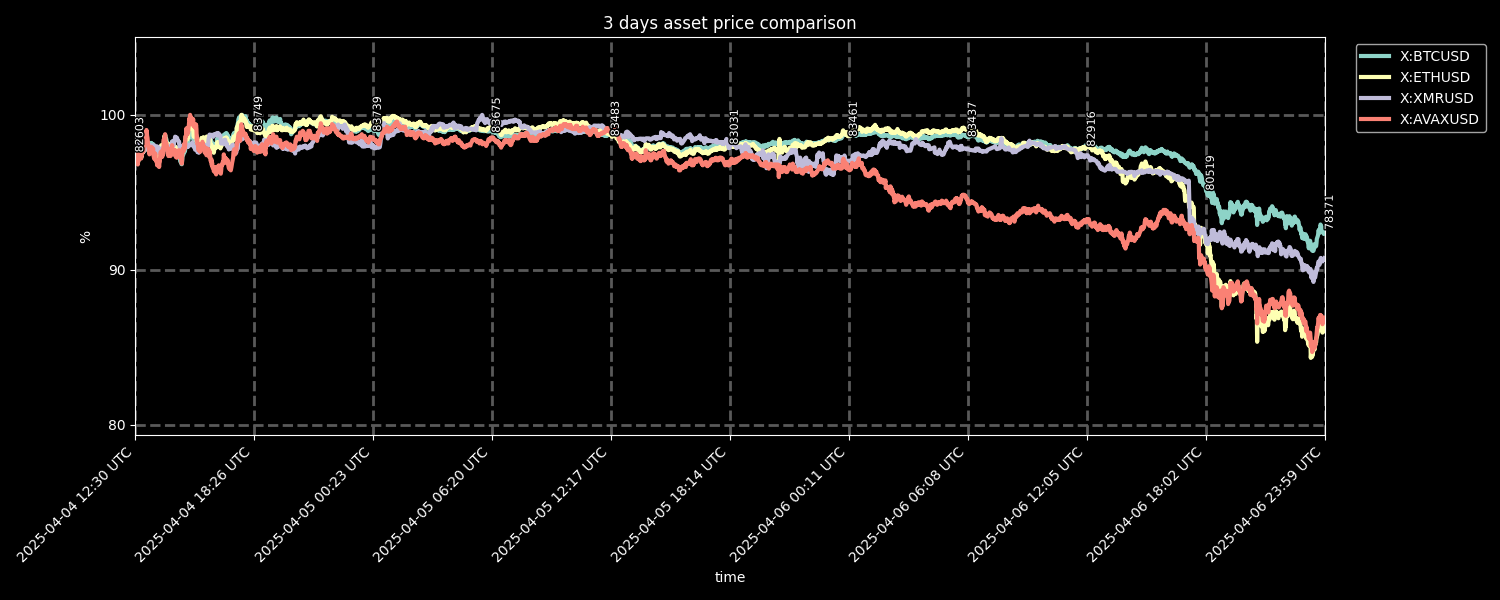 3 days asset price comparison
X:BTCUSD
X:ETHUSD
X:XMRUSD
X:AVAXUSD
%
100
90
80
82603
83749
83739
83675
83483
83031
83461
83437
82916
80519
78371
2025-04-04 12:30 UTC
2025-04-04 18:26 UTC
2025-04-05 00:23 UTC
2025-04-05 06:20 UTC
2025-04-05 12:17 UTC
2025-04-05 18:14 UTC
2025-04-06 00:11 UTC
2025-04-06 06:08 UTC
2025-04-06 12:05 UTC
2025-04-06 18:02 UTC
2025-04-06 23:59 UTC
time